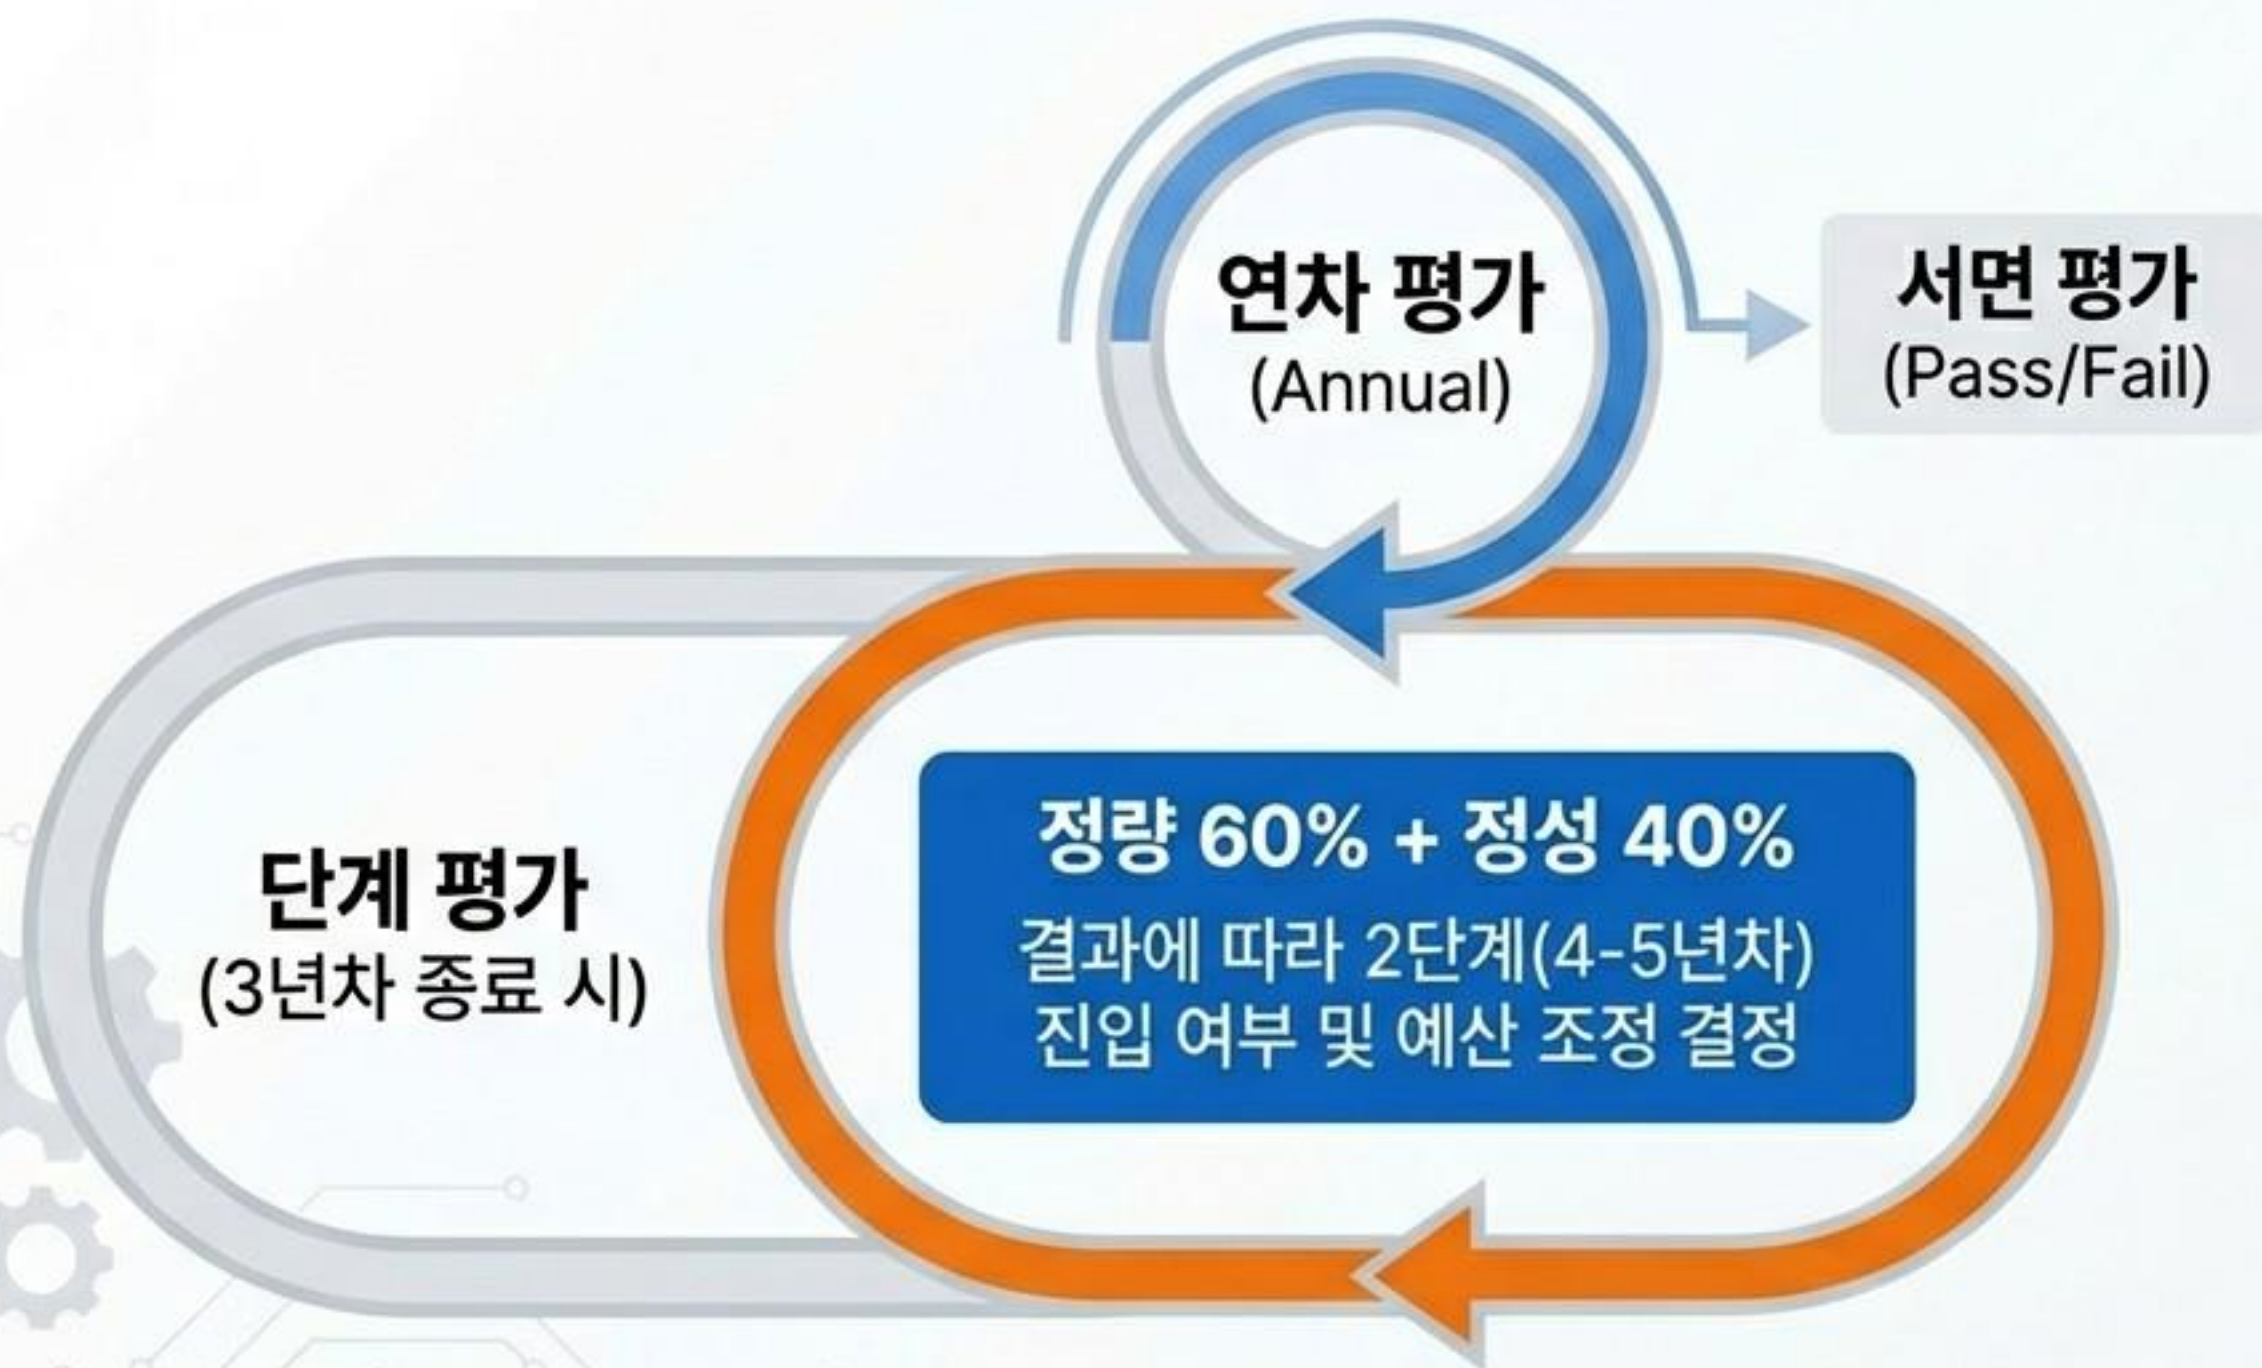 연차 평가
(Annual)
서면 평가
(Pass/Fail)
단계 평가
(3년차 종료 시)
정량 60% + 정성 40%
결과에 따라 2단계(4-5년차)
진입 여부 및 예산 조정 결정